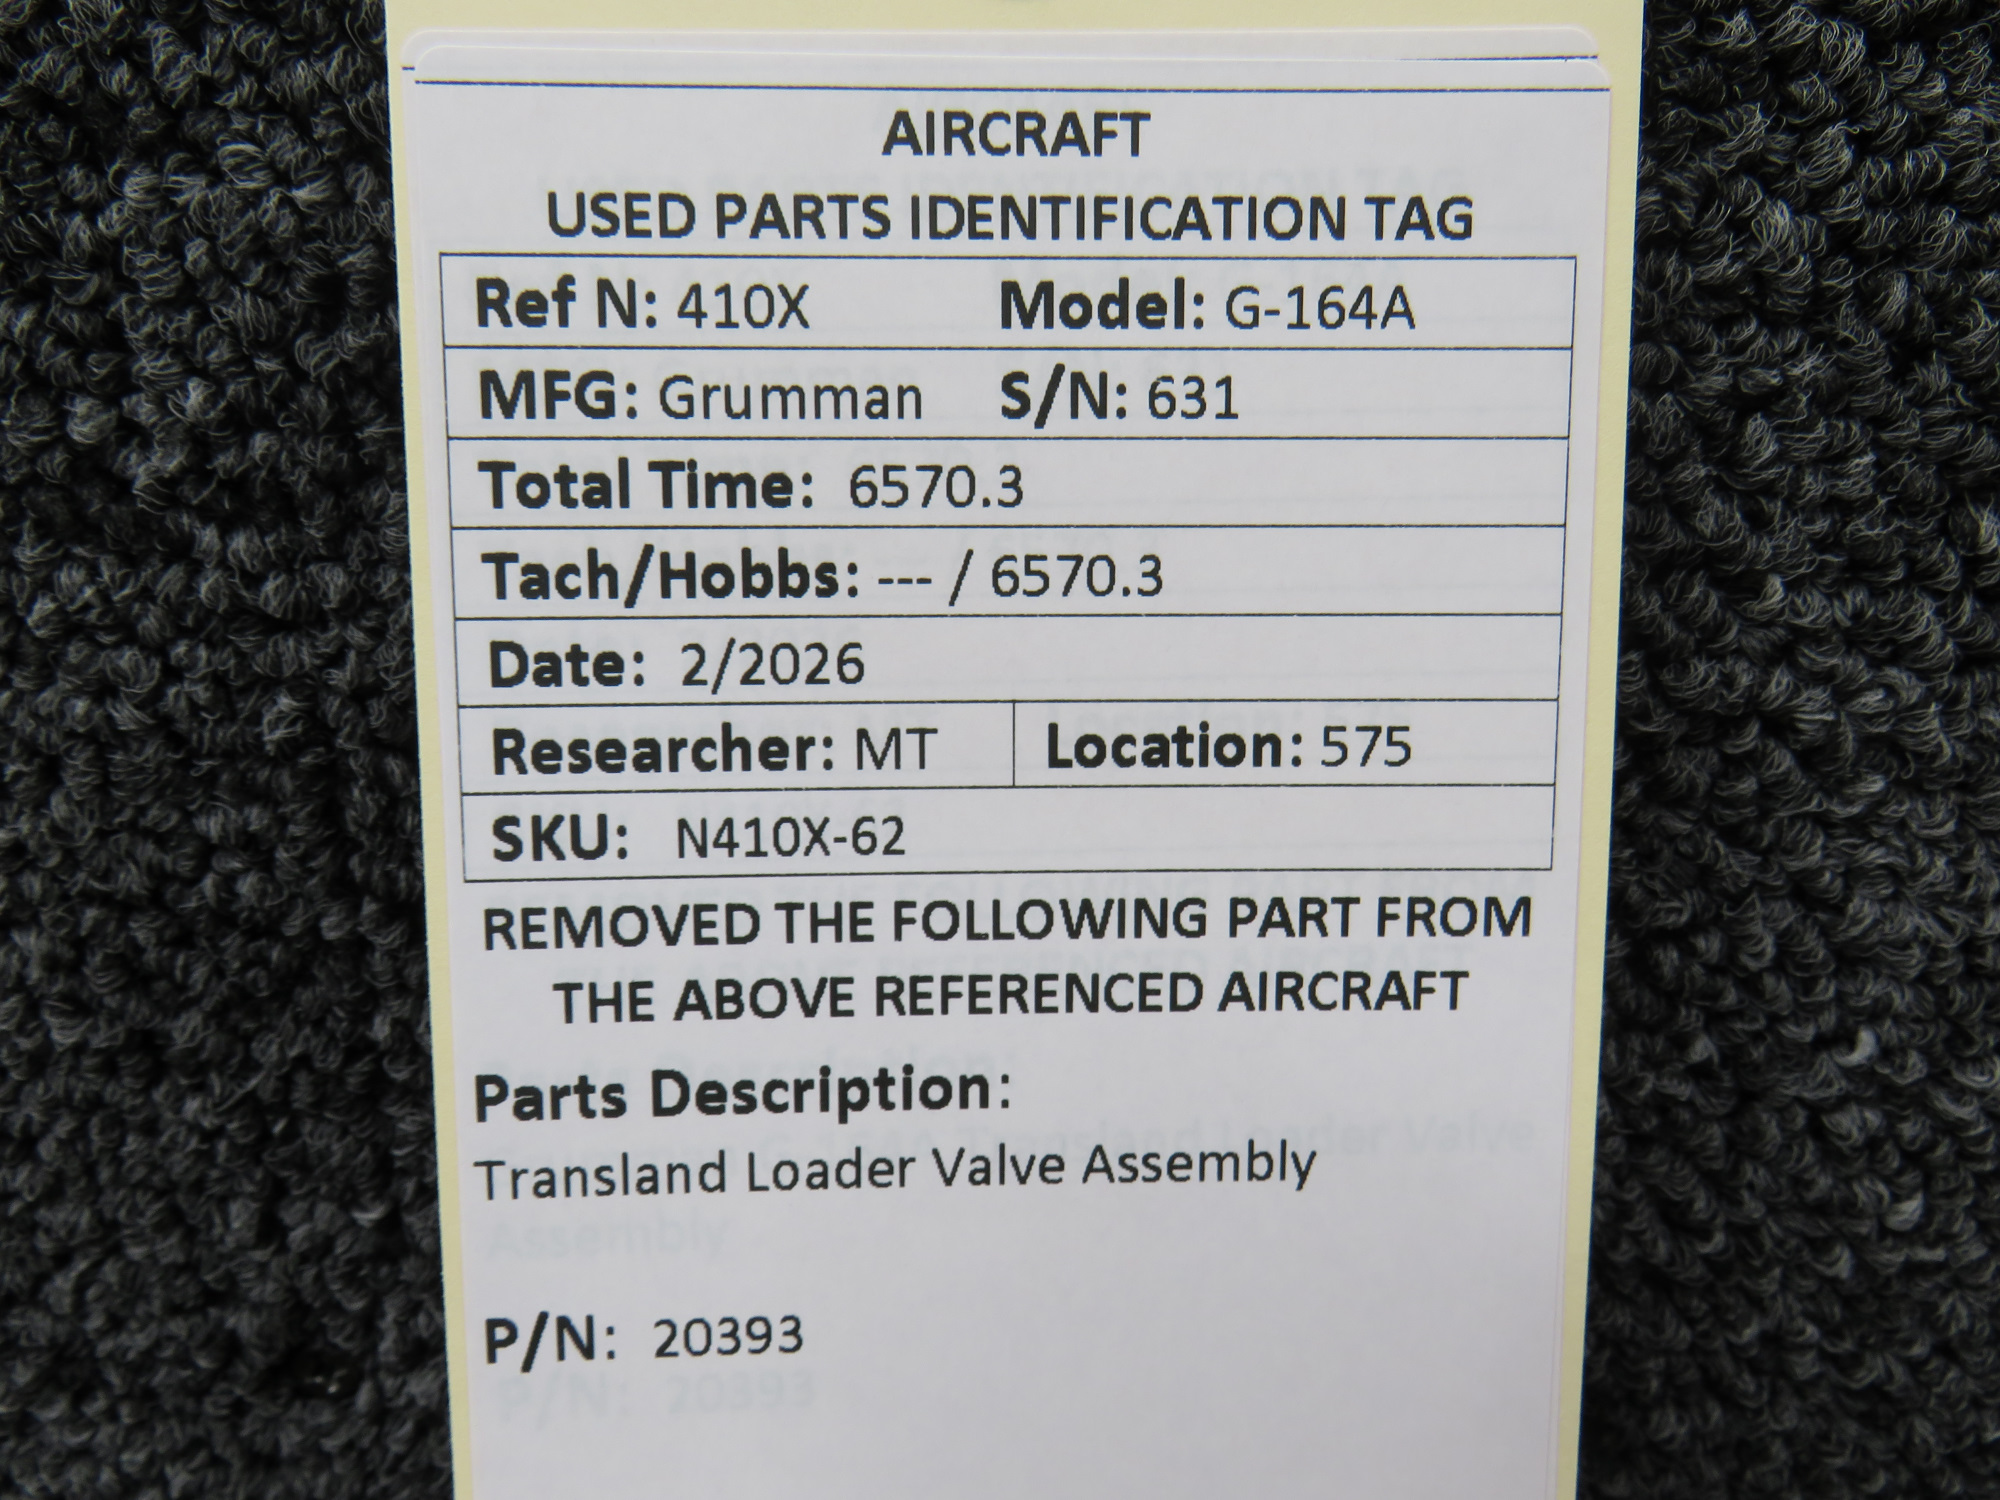 AIRCRAFT
USED PARTS IDENTIFICATION TAG
Ref N: 410X Model: G-164A
MFG: Grumman S/N: 631
Total Time: 6570.3
Tach/Hobbs: --- / 6570.3
Date: 2/2026
Researcher: MT Location: 575
SKU: N410X-62
REMOVED THE FOLLOWING PART FROM
THE ABOVE REFERENCED AIRCRAFT
Parts Description:
Transland Loader Valve Assembly
P/N: 20393